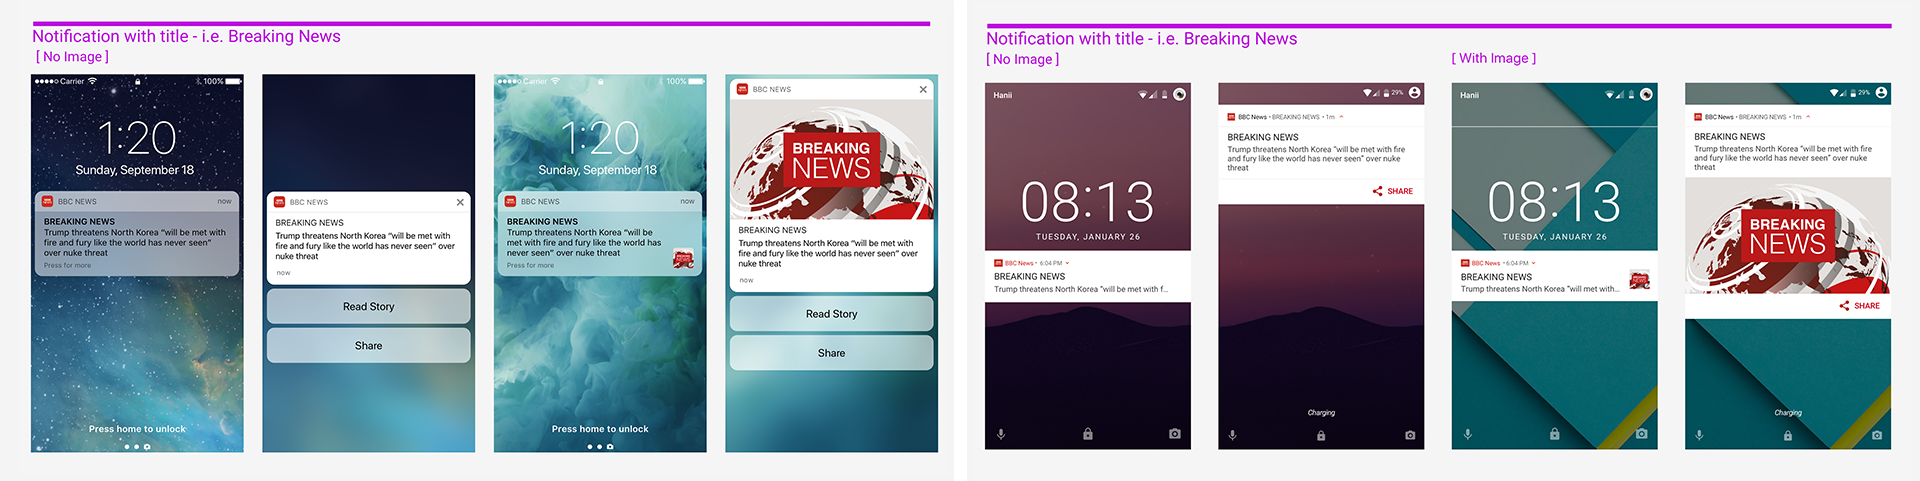 Notification with title - i.e. Breaking News
[ No Image ]
Carrier 100%
1:20
Sunday, September 18
BBC NEWS now
BREAKING NEWS
Trump threatens North Korea “will be met with
fire and fury like the world has never seen”
over nuke threat
Press for more
Press home to unlock
BBC NEWS
BREAKING NEWS
Trump threatens North Korea “will be met with
fire and fury like the world has never seen” over
nuke threat
now
Read Story
Share
Carrier 100%
1:20
Sunday, September 18
BBC NEWS now
BREAKING NEWS
Trump threatens North Korea “will be
met with fire and fury like the world has
never seen” over nuke threat
Press for more
Press home to unlock
BBC NEWS
BREAKING
NEWS
BREAKING NEWS
Trump threatens North Korea “will be met with
fire and fury like the world has never seen” over
nuke threat
now
Read Story
Share
Notification with title - i.e. Breaking News
[ No Image ]
[ With Image ]
Hanii
08:13
TUESDAY, JANUARY 26
BBC News • 6:04 PM
BREAKING NEWS
Trump threatens North Korea “will be met with f...
29%
BBC News • BREAKING NEWS • 1m
BREAKING NEWS
Trump threatens North Korea “will be met with fire
and fury like the world has never seen” over nuke
threat
SHARE
Charging
Hanii
08:13
TUESDAY, JANUARY 26
BBC News • 6:04 PM
BREAKING NEWS
Trump threatens North Korea “will met with...
29%
BBC News • BREAKING NEWS • 1m
BREAKING NEWS
Trump threatens North Korea “will be met with fire
and fury like the world has never seen” over nuke
threat
BREAKING
NEWS
SHARE
Charging